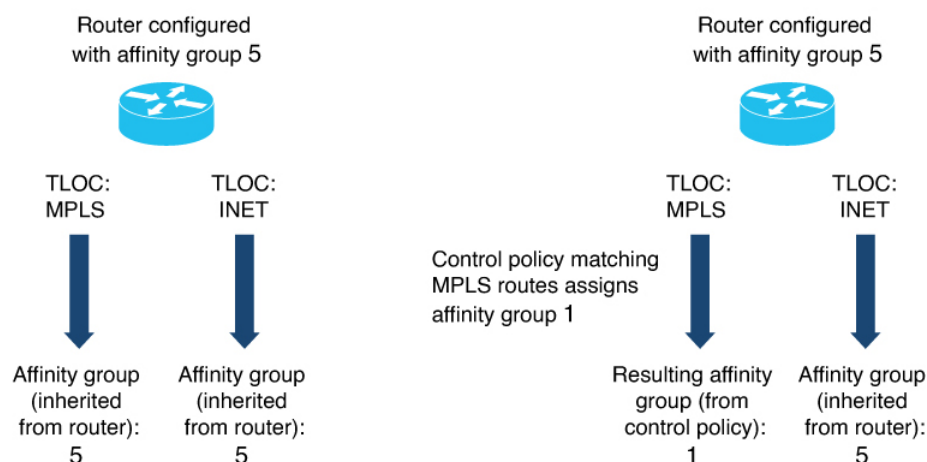 Router configured
with affinity group 5
TLOC:
MPLS
TLOC:
INET
Affinity group
(inherited
from router):
5
Affinity group
(inherited
from router):
5
Router configured
with affinity group 5
TLOC:
MPLS
TLOC:
INET
Control policy matching
MPLS routes assigns
affinity group 1
Resulting affinity
group (from
control policy):
1
Affinity group
(inherited
from router):
5